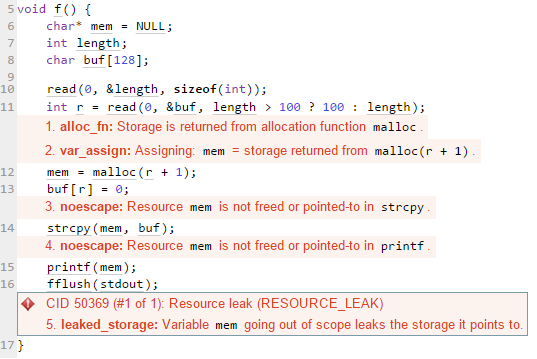 5 void f() {
6 char* mem = NULL;
7 int length;
8 char buf[128];
9
10 read(0, &length, sizeof(int));
11 int r = read(0, &buf, length > 100 ? 100 : length);
1. alloc_fn: Storage is returned from allocation function malloc.
2. var_assign: Assigning: mem = storage returned from malloc(r + 1).
12 mem = malloc(r + 1);
13 buf[r] = 0;
3. noescape: Resource mem is not freed or pointed-to in strcpy.
14 strcpy(mem, buf);
4. noescape: Resource mem is not freed or pointed-to in printf.
15 printf(mem);
16 fflush(stdout);
CID 50369 (#1 of 1): Resource leak (RESOURCE_LEAK)
5. leaked_storage: Variable mem going out of scope leaks the storage it points to.
17 }